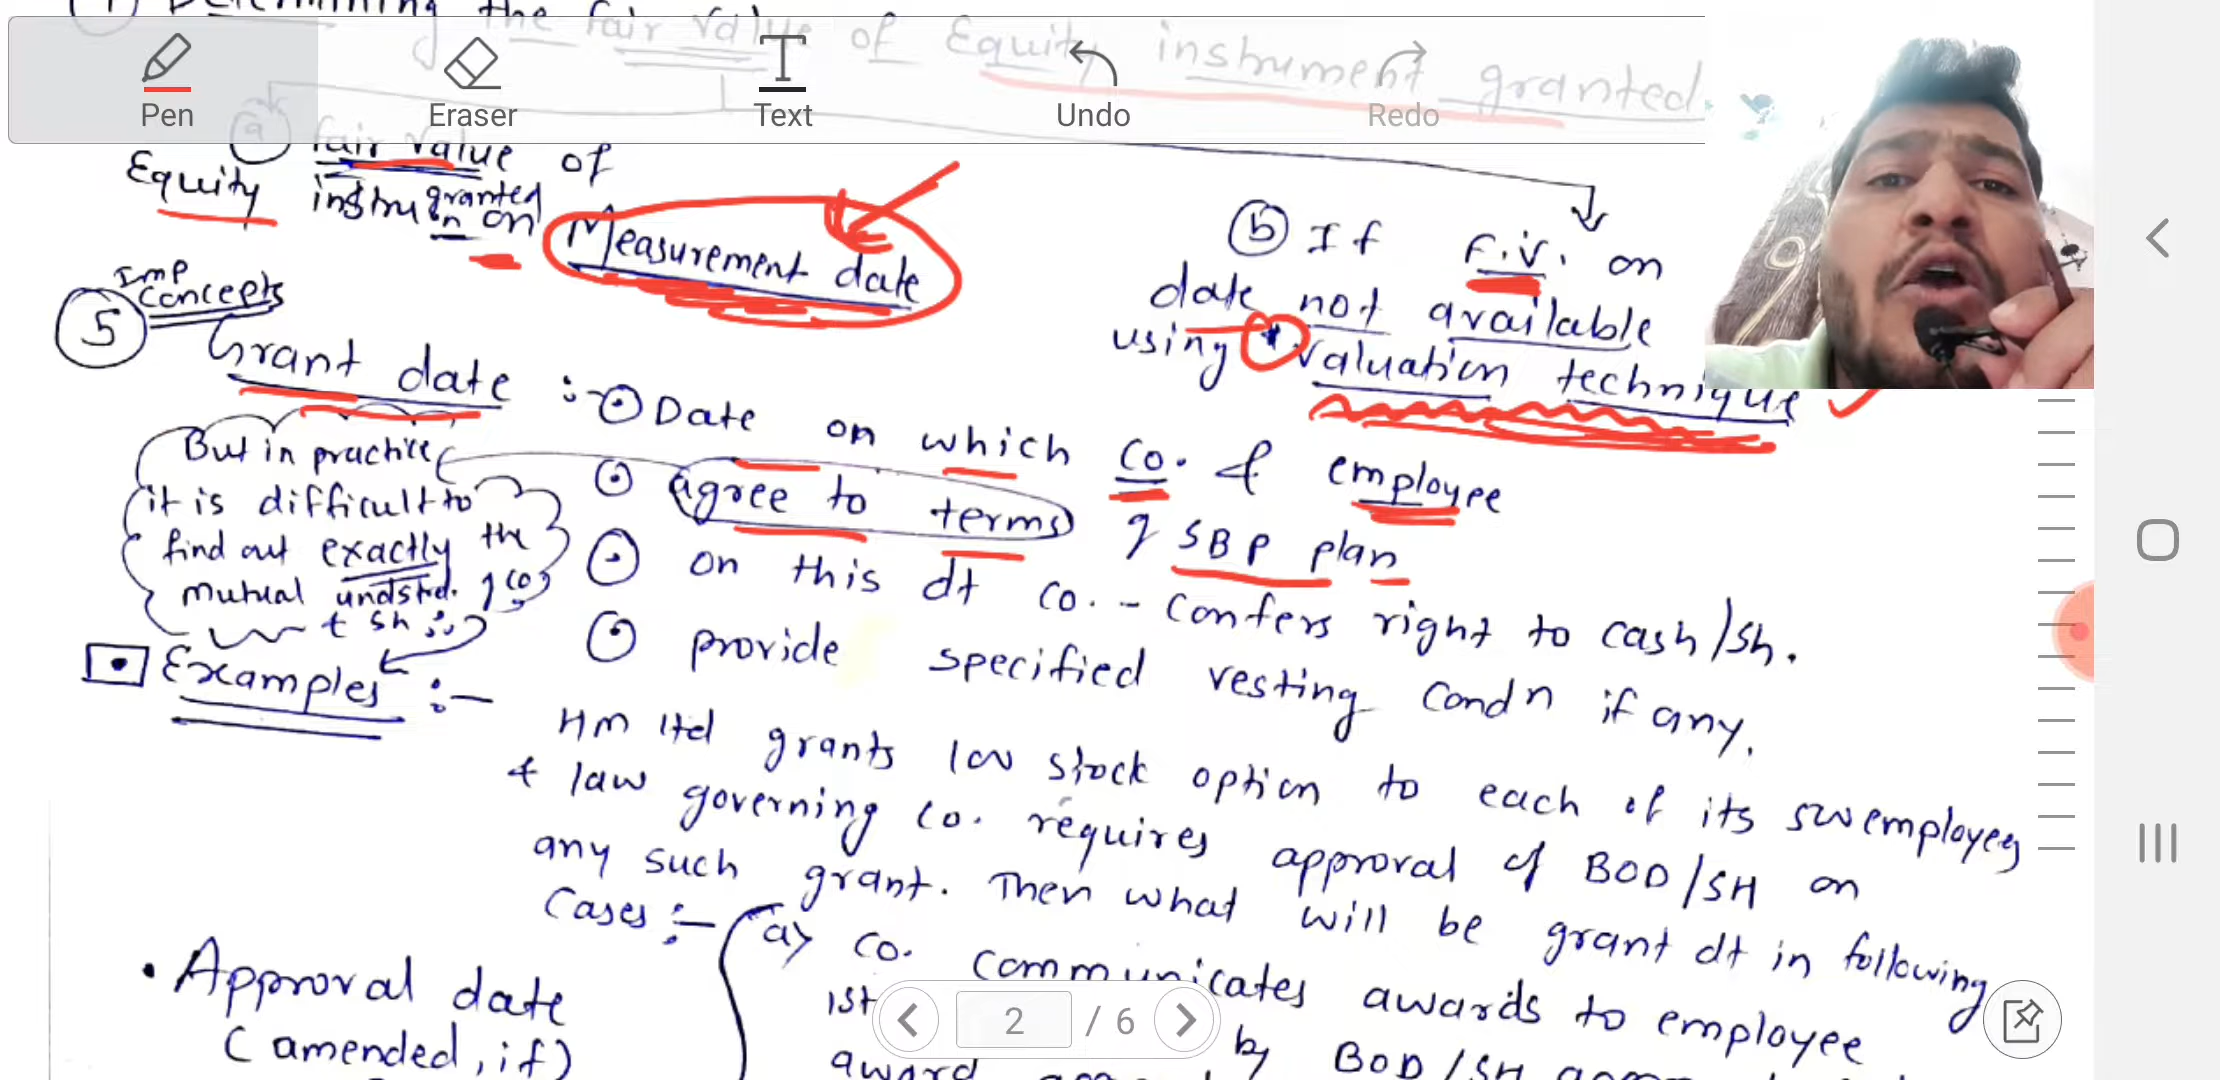 Determining the fair value of Equity instrument granted
Pen
Eraser
Text
Undo
Redo
(a) fair value of
Equity instru granted
n on Measurement date
(b) If F.V. on
date not available
using * valuation technique
5 Imp
Concepts
Grant date :- Date on which Co. & employee
agree to terms of SBP plan
on this dt Co. - Confers right to cash/sh.
provide specified vesting Condn if any.
But in practice
it is difficult to
find out exactly the
mutual undstd. of co
t sh
Examples :-
HM ltd grants 100 stock option to each of its 500 employees
& law governing co. requires approval of BOD/SH on
any such grant. Then what will be grant dt in following
Cases :-
a) Co. communicates awards to employee
1st
award by BOD/SH
• Approval date
(amended, if)
2 / 6